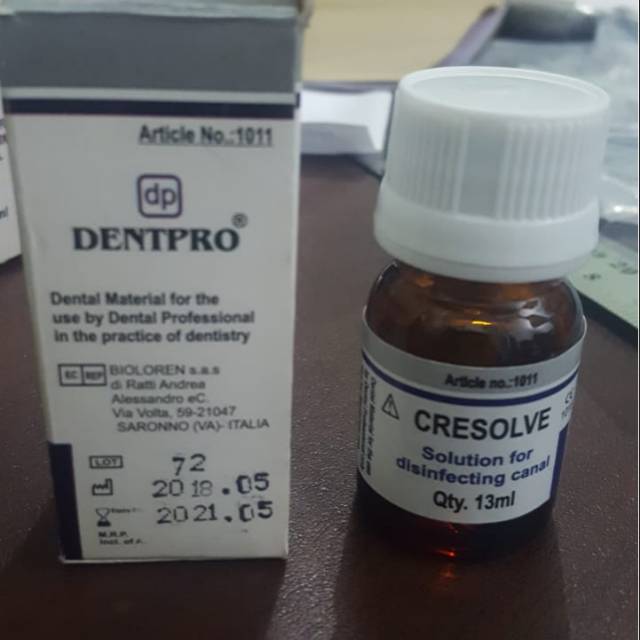 Article No.:1011
dp
DENTPRO®
Dental Material for the
use by Dental Professional
in the practice of dentistry
EC REP BIOLOREN s.a.s
di Ratti Andrea
Alessandro eC.
Via Volta, 59-21047
SARONNO (VA)- ITALIA
LOT 72
2018.05
2021.05
M.R.P.
Incl. of
Article no.:1011
CRESOLVE
Solution for
disinfecting canal
Qty. 13ml